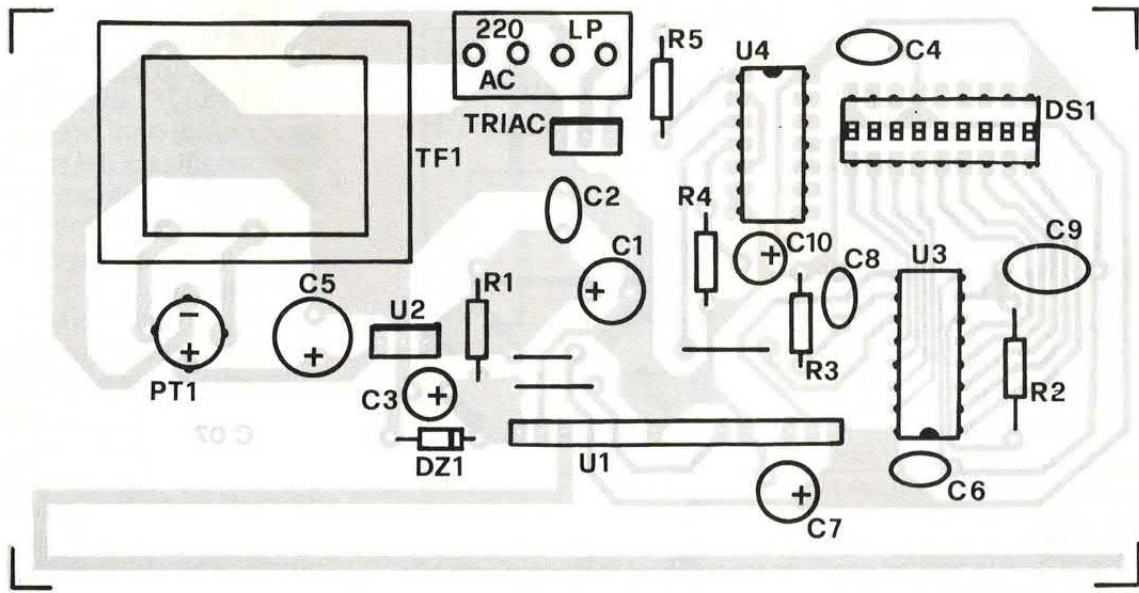 220 LP
AC
TRIAC
TF1
R5
U4
C4
DS1
C2
R4
C1
C10
C8
U3
C9
C5
R1
U2
−
+
PT1
+
+
+
C3
+
R3
R2
DZ1
U1
+
C7
C6
C 07